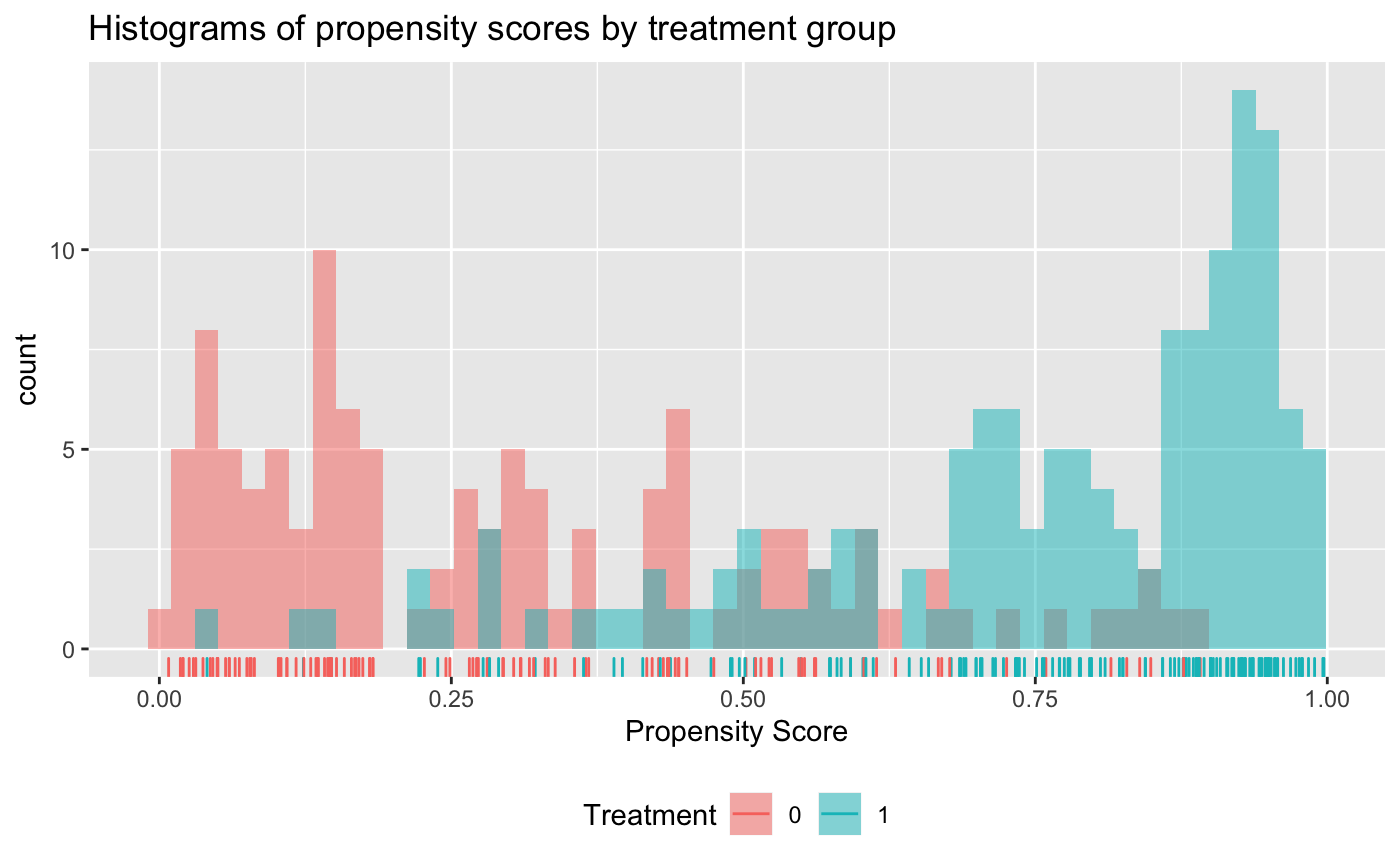 Histograms of propensity scores by treatment group
count
10
5
0
0.00 0.25 0.50 0.75 1.00
Propensity Score
Treatment 0 1